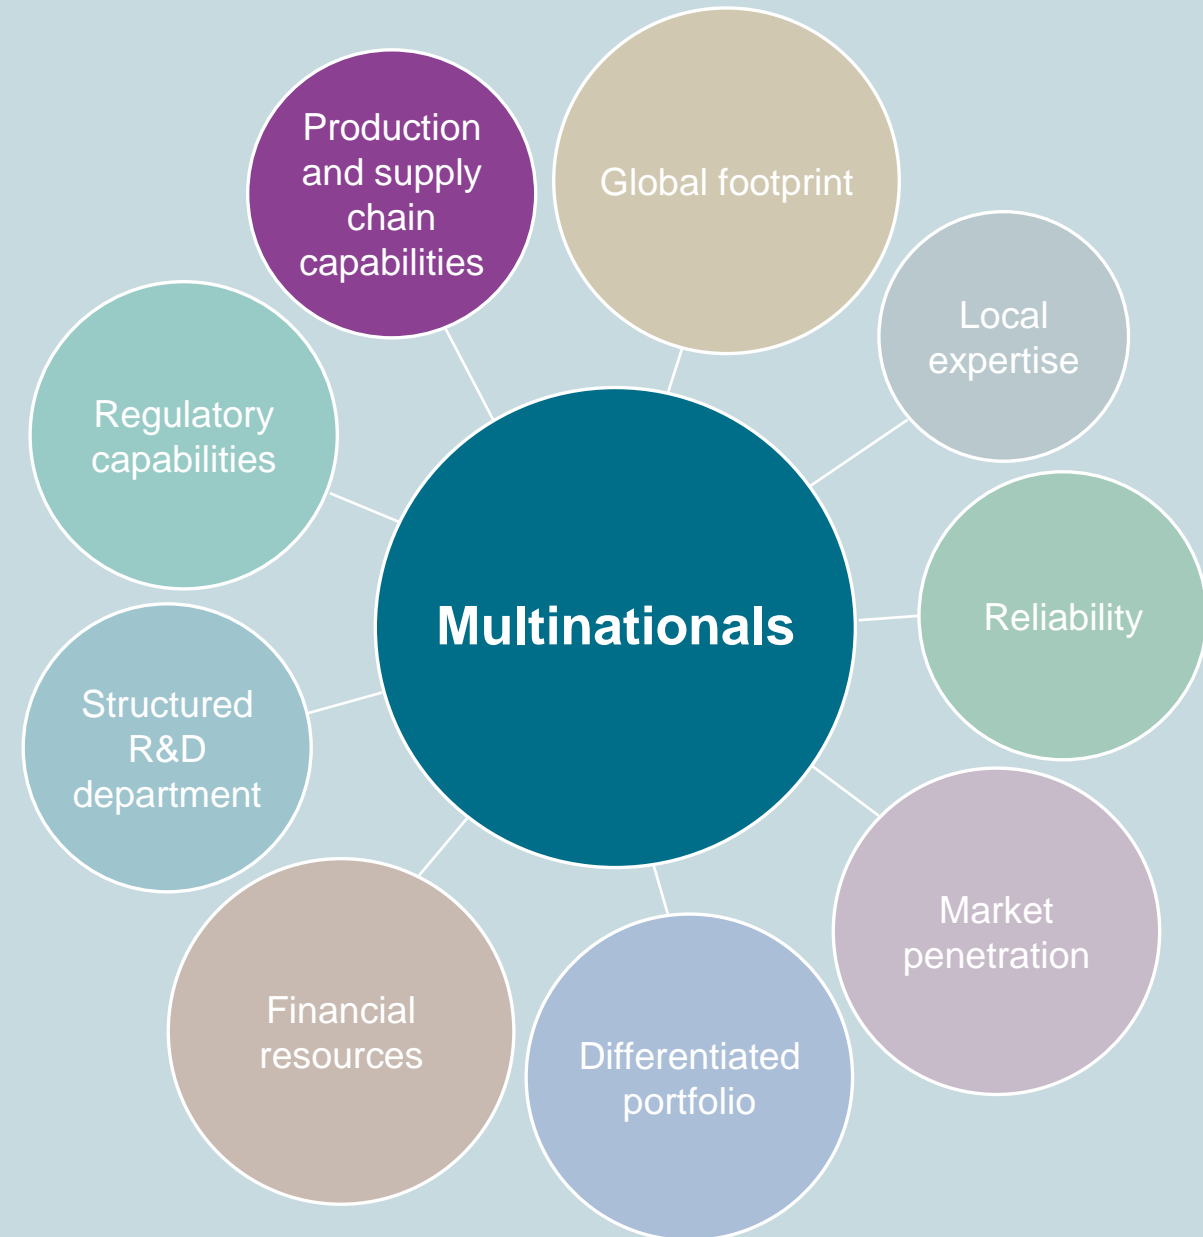 Production
and supply
chain
capabilities
Global footprint
Local
expertise
Regulatory
capabilities
Multinationals
Reliability
Structured
R&D
department
Market
penetration
Financial
resources
Differentiated
portfolio